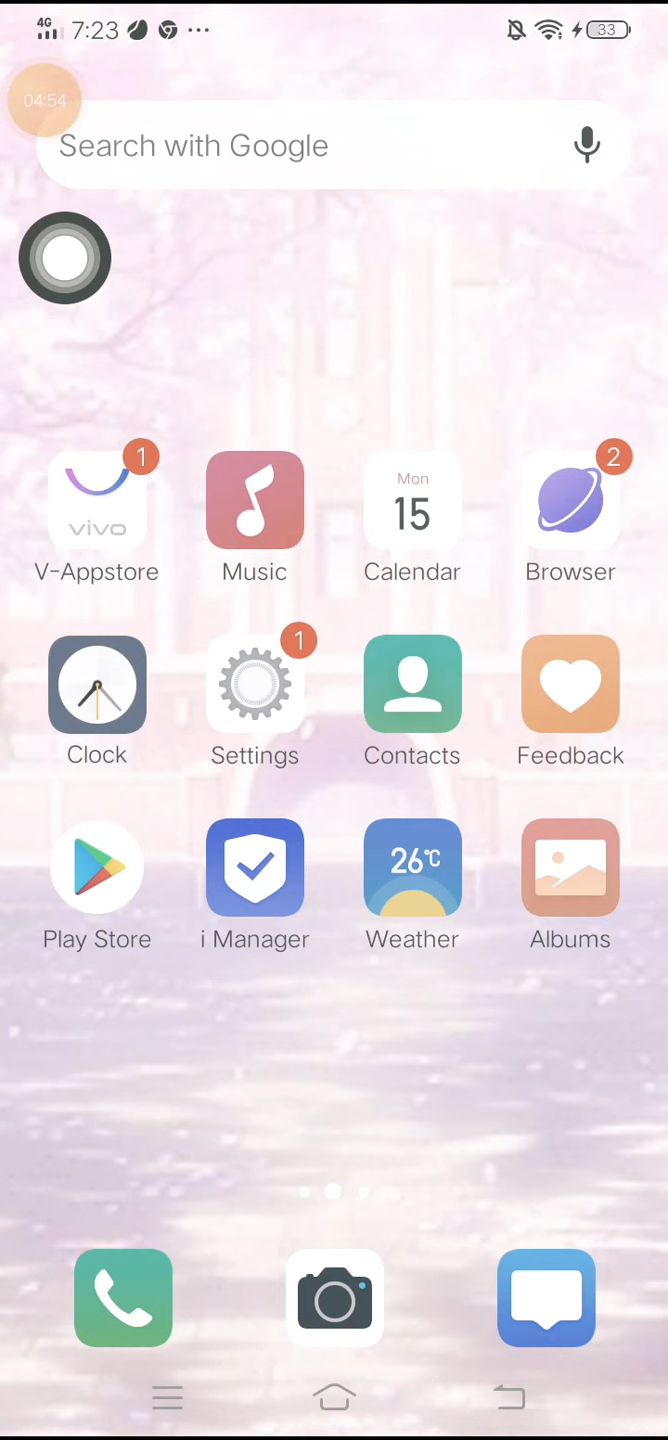 4G 7:23 33
04:54
Search with Google
1 2
Mon
15
vivo
V-Appstore Music Calendar Browser
1
Clock Settings Contacts Feedback
26°C
Play Store i Manager Weather Albums